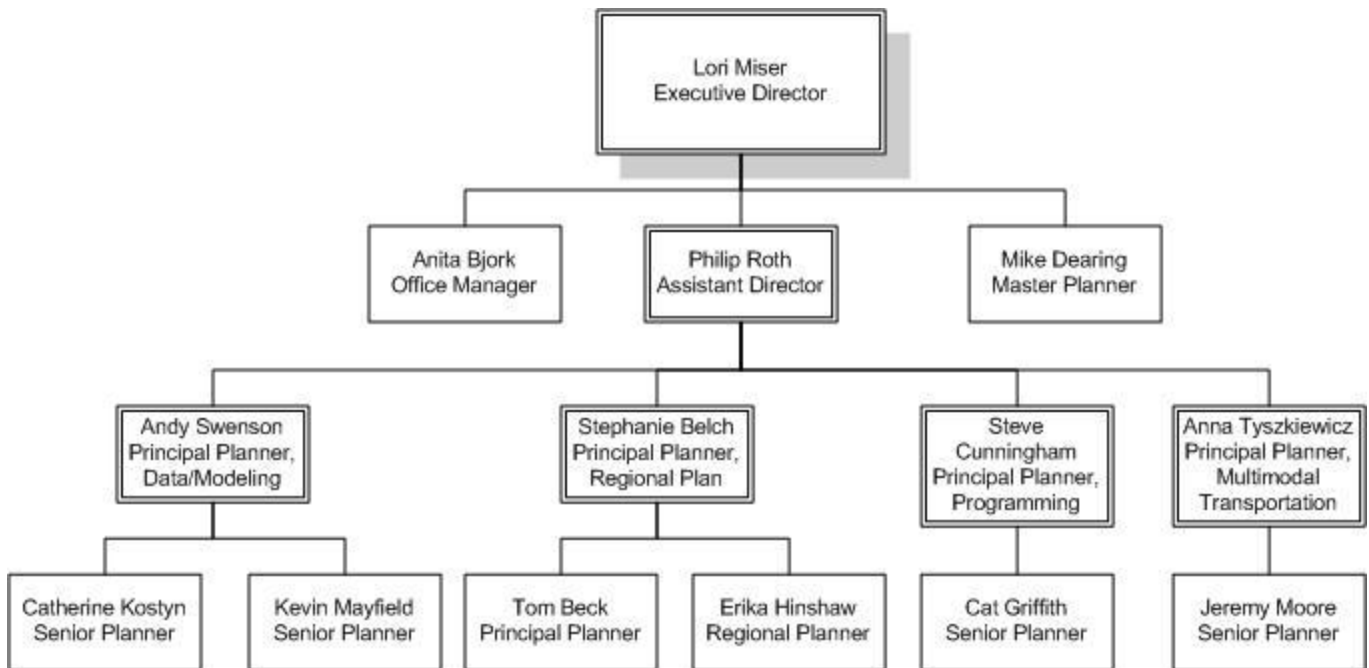 Lori Miser
Executive Director
Anita Bjork
Office Manager
Philip Roth
Assistant Director
Mike Dearing
Master Planner
Andy Swenson
Principal Planner,
Data/Modeling
Stephanie Belch
Principal Planner,
Regional Plan
Steve
Cunningham
Principal Planner,
Programming
Anna Tyszkiewicz
Principal Planner,
Multimodal
Transportation
Catherine Kostyn
Senior Planner
Kevin Mayfield
Senior Planner
Tom Beck
Principal Planner
Erika Hinshaw
Regional Planner
Cat Griffith
Senior Planner
Jeremy Moore
Senior Planner